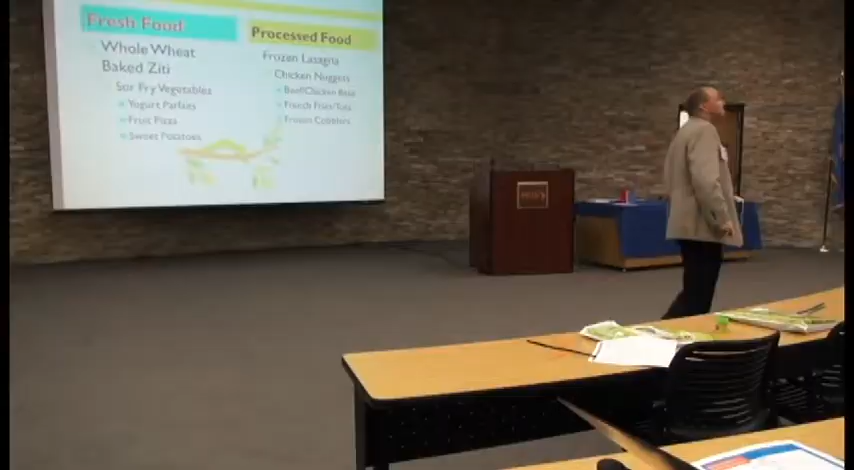 Fresh Food
Whole Wheat
Baked Ziti
Stir Fry Vegetables
Yogurt Parfaits
Fruit Pizza
Sweet Potatoes
Processed Food
Frozen Lasagna
Chicken Nuggets
Beef/Chicken Base
French Fries/Tots
Frozen Cobblers